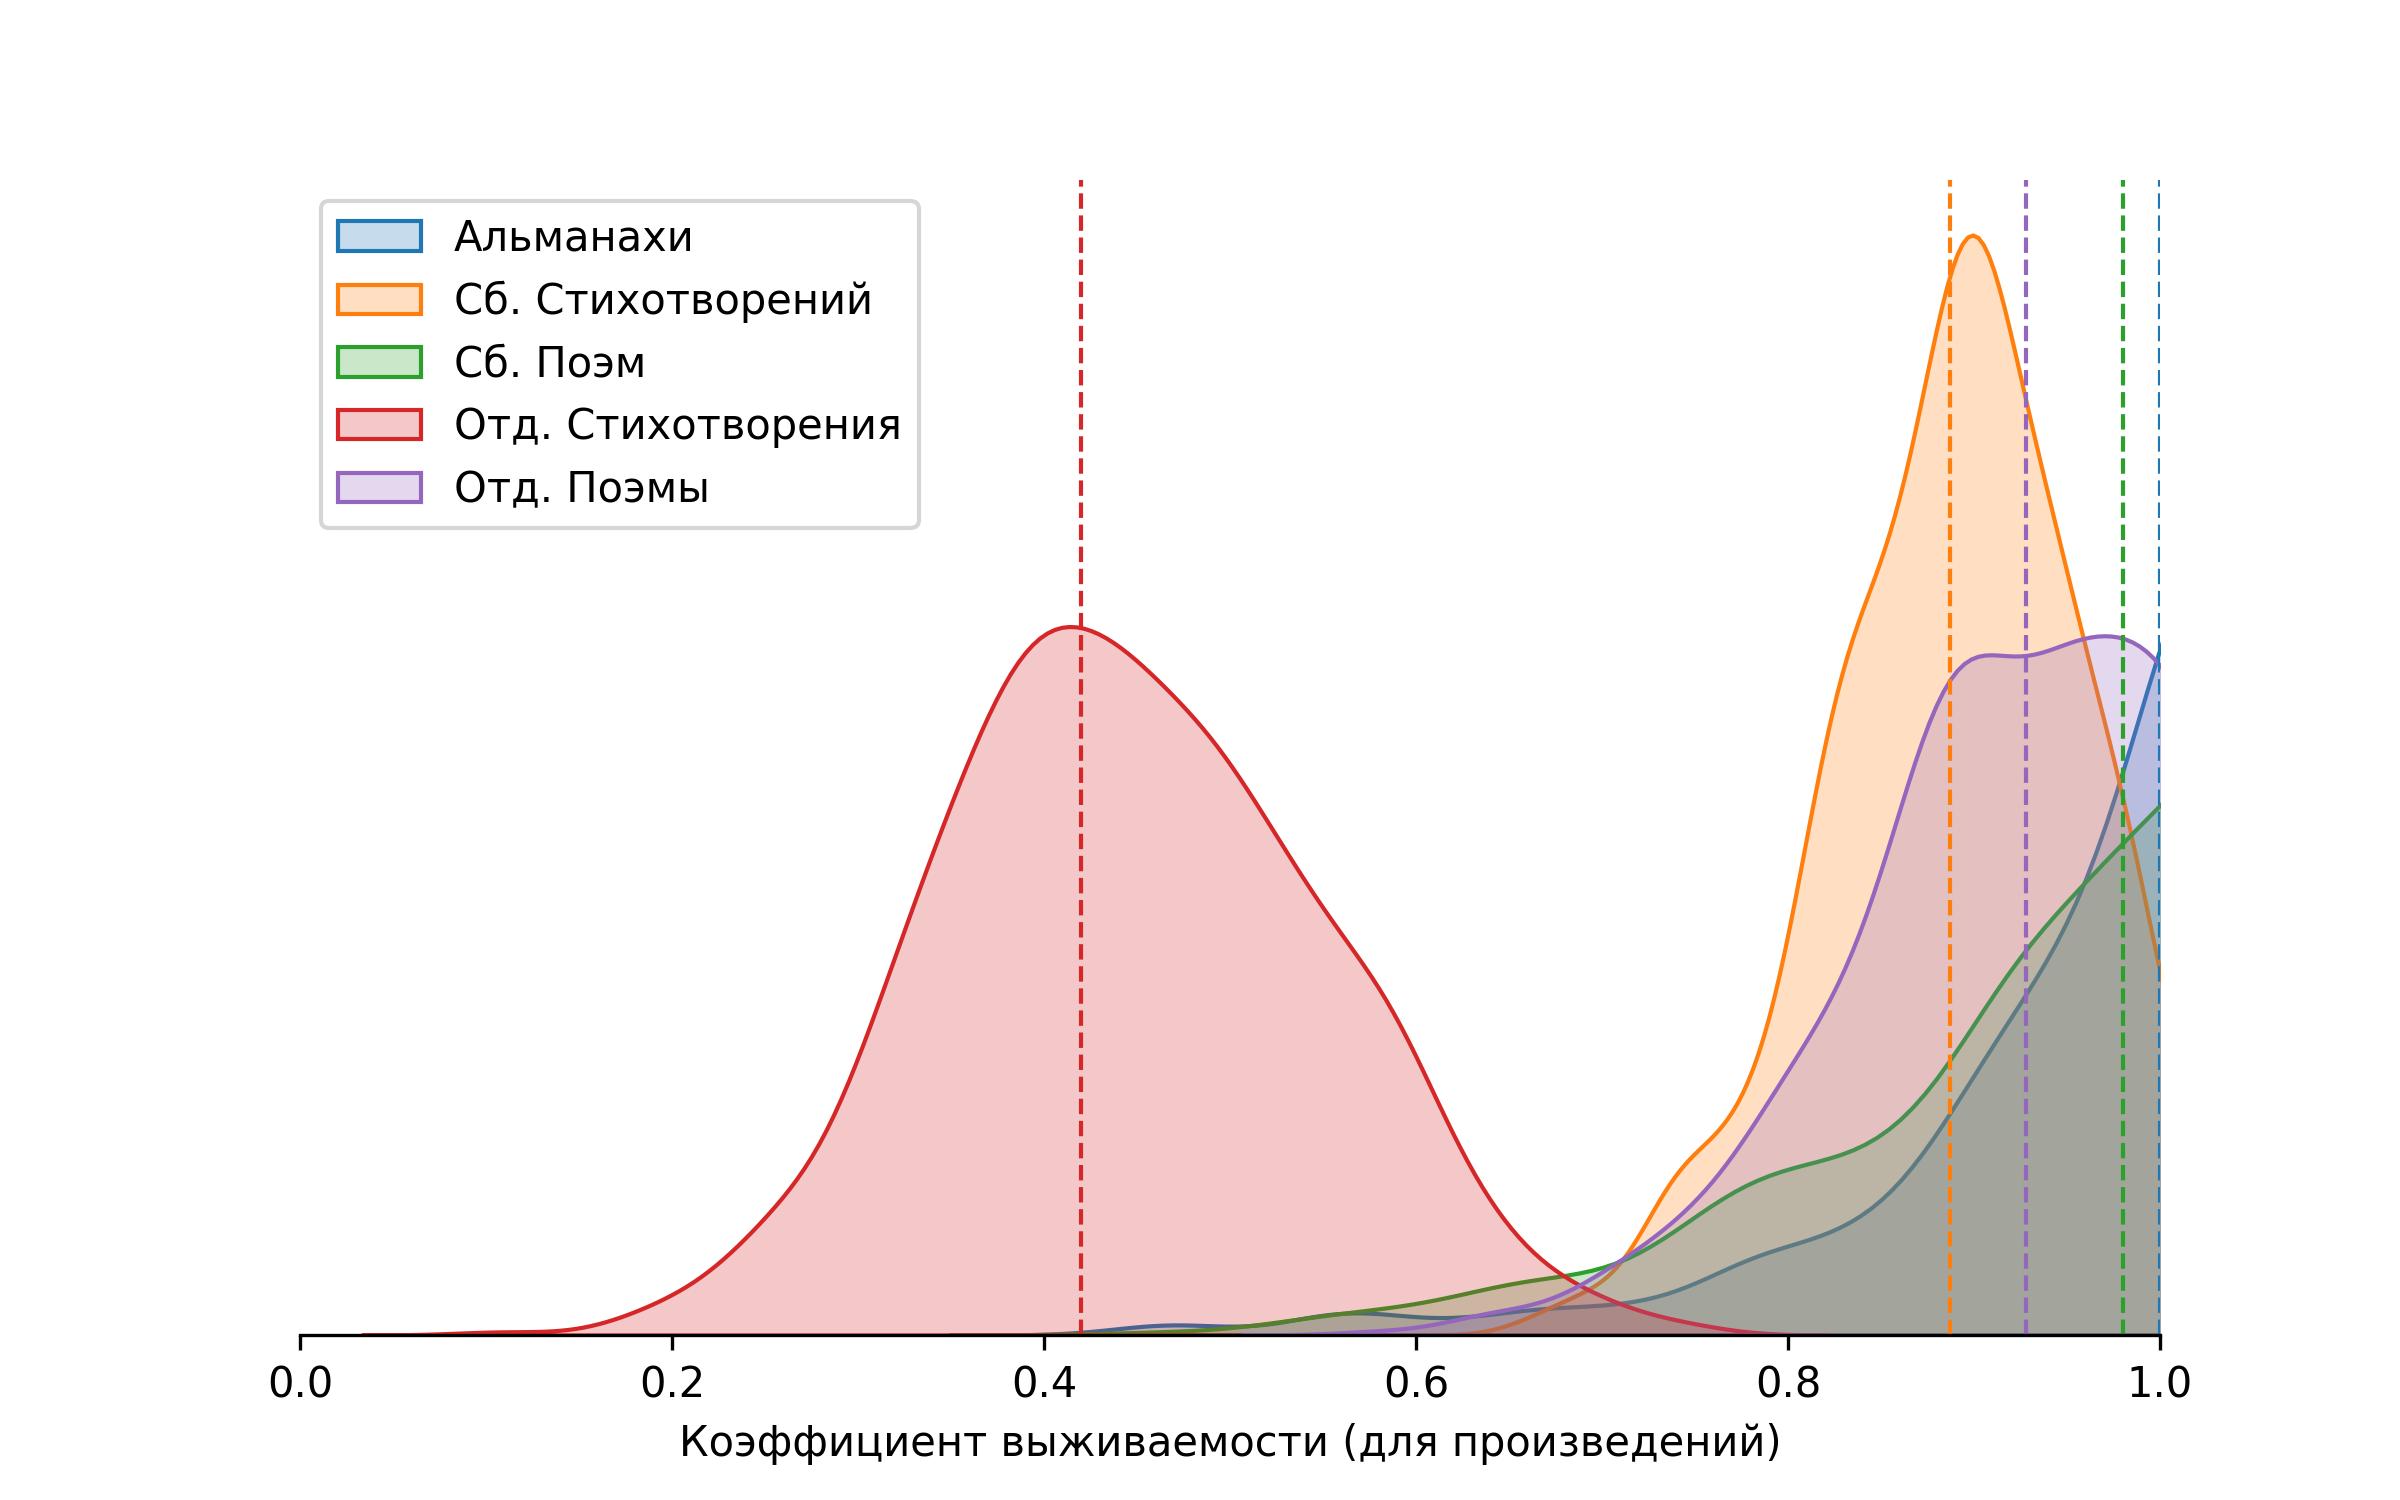 Альманахи
Сб. Стихотворений
Сб. Поэм
Отд. Стихотворения
Отд. Поэмы
0.0 0.2 0.4 0.6 0.8 1.0
Коэффициент выживаемости (для произведений)